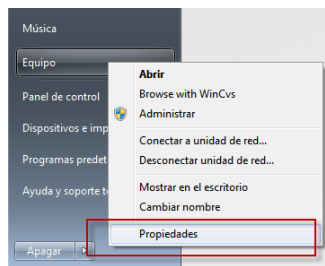 Música
Equipo
Panel de control
Dispositivos e imp
Programas predet
Ayuda y soporte t
Apagar
Abrir
Browse with WinCvs
Administrar
Conectar a unidad de red...
Desconectar unidad de red...
Mostrar en el escritorio
Cambiar nombre
Propiedades